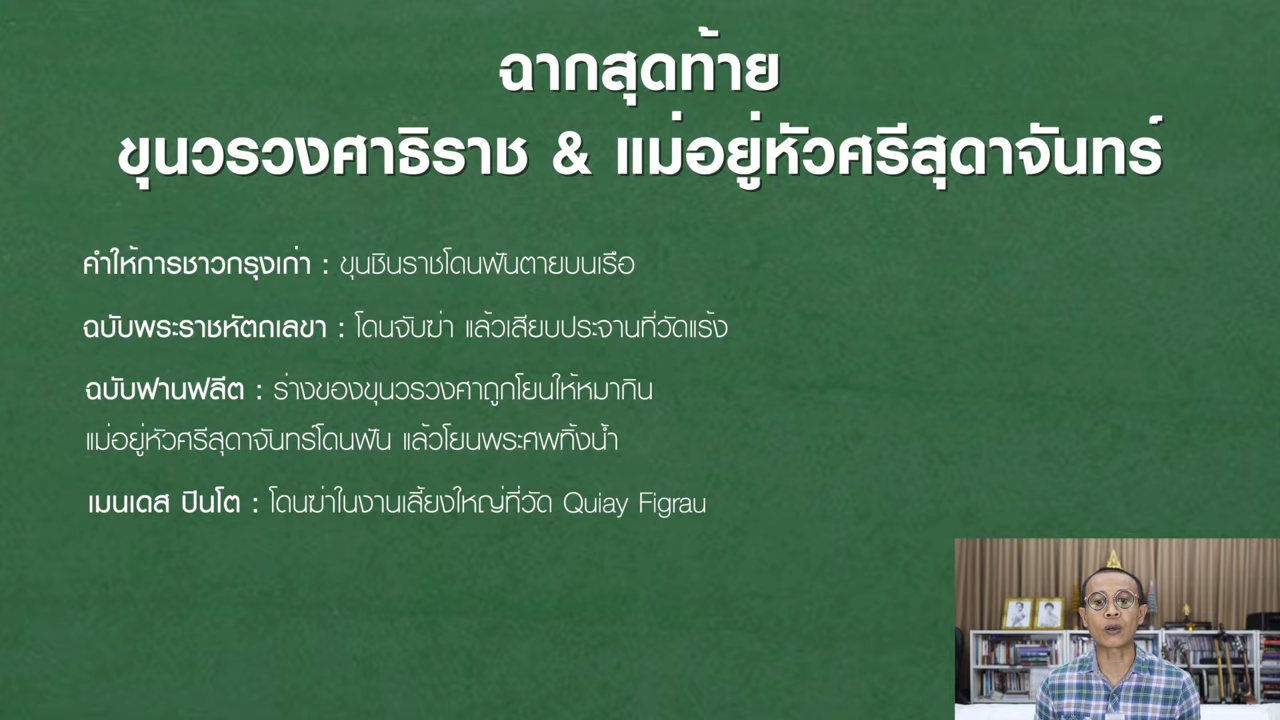 ฉากสุดท้าย
ขุนวรวงศาธิราช & แม่อยู่หัวศรีสุดาจันทร์
คำให้การชาวกรุงเก่า : ขุนชินราชโดนฟันตายบนเรือ
ฉบับพระราชหัตถเลขา : โดนจับฆ่า แล้วเสียบประจานที่วัดแร้ง
ฉบับฟานฟลีต : ร่างของขุนวรวงศาถูกโยนให้หมากิน
แม่อยู่หัวศรีสุดาจันทร์โดนฟัน แล้วโยนพระศพทิ้งน้ำ
เมนเดส ปินโต : โดนฆ่าในงานเลี้ยงใหญ่ที่วัด Quiay Figrau